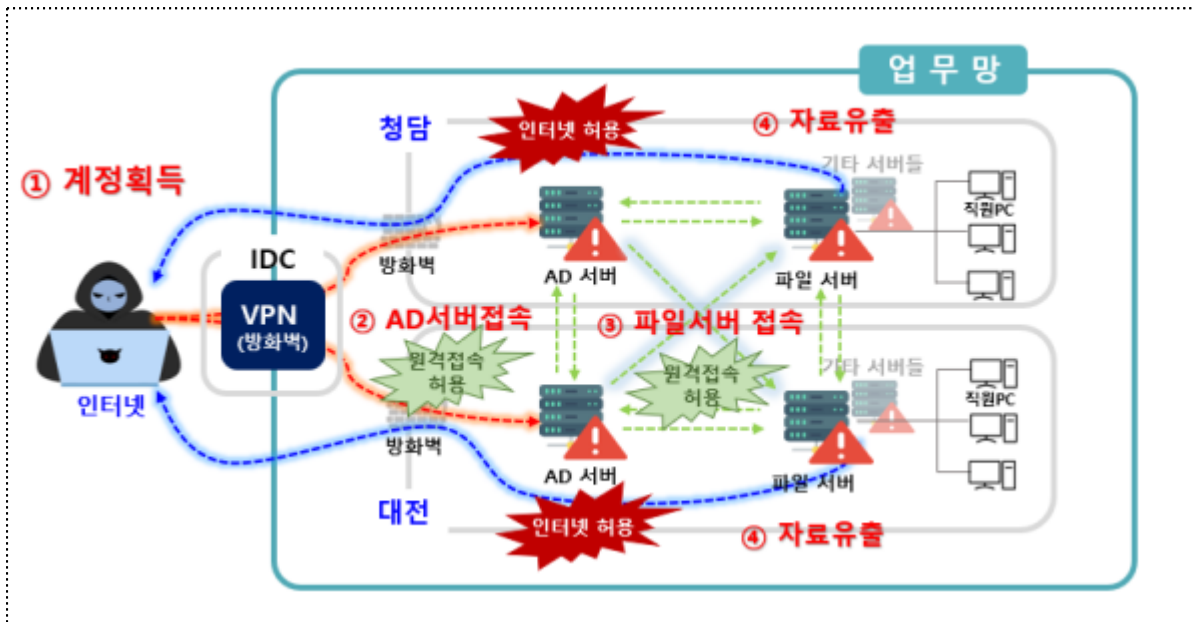 업 무 망
청담
인터넷 허용
④ 자료유출
① 계정획득
기타 서버들
직원PC
IDC
방화벽
AD 서버
파일 서버
VPN
(방화벽)
② AD서버접속
③ 파일서버 접속
원격접속
허용
원격접속
허용
기타 서버들
직원PC
인터넷
방화벽
AD 서버
파일 서버
대전
인터넷 허용
④ 자료유출